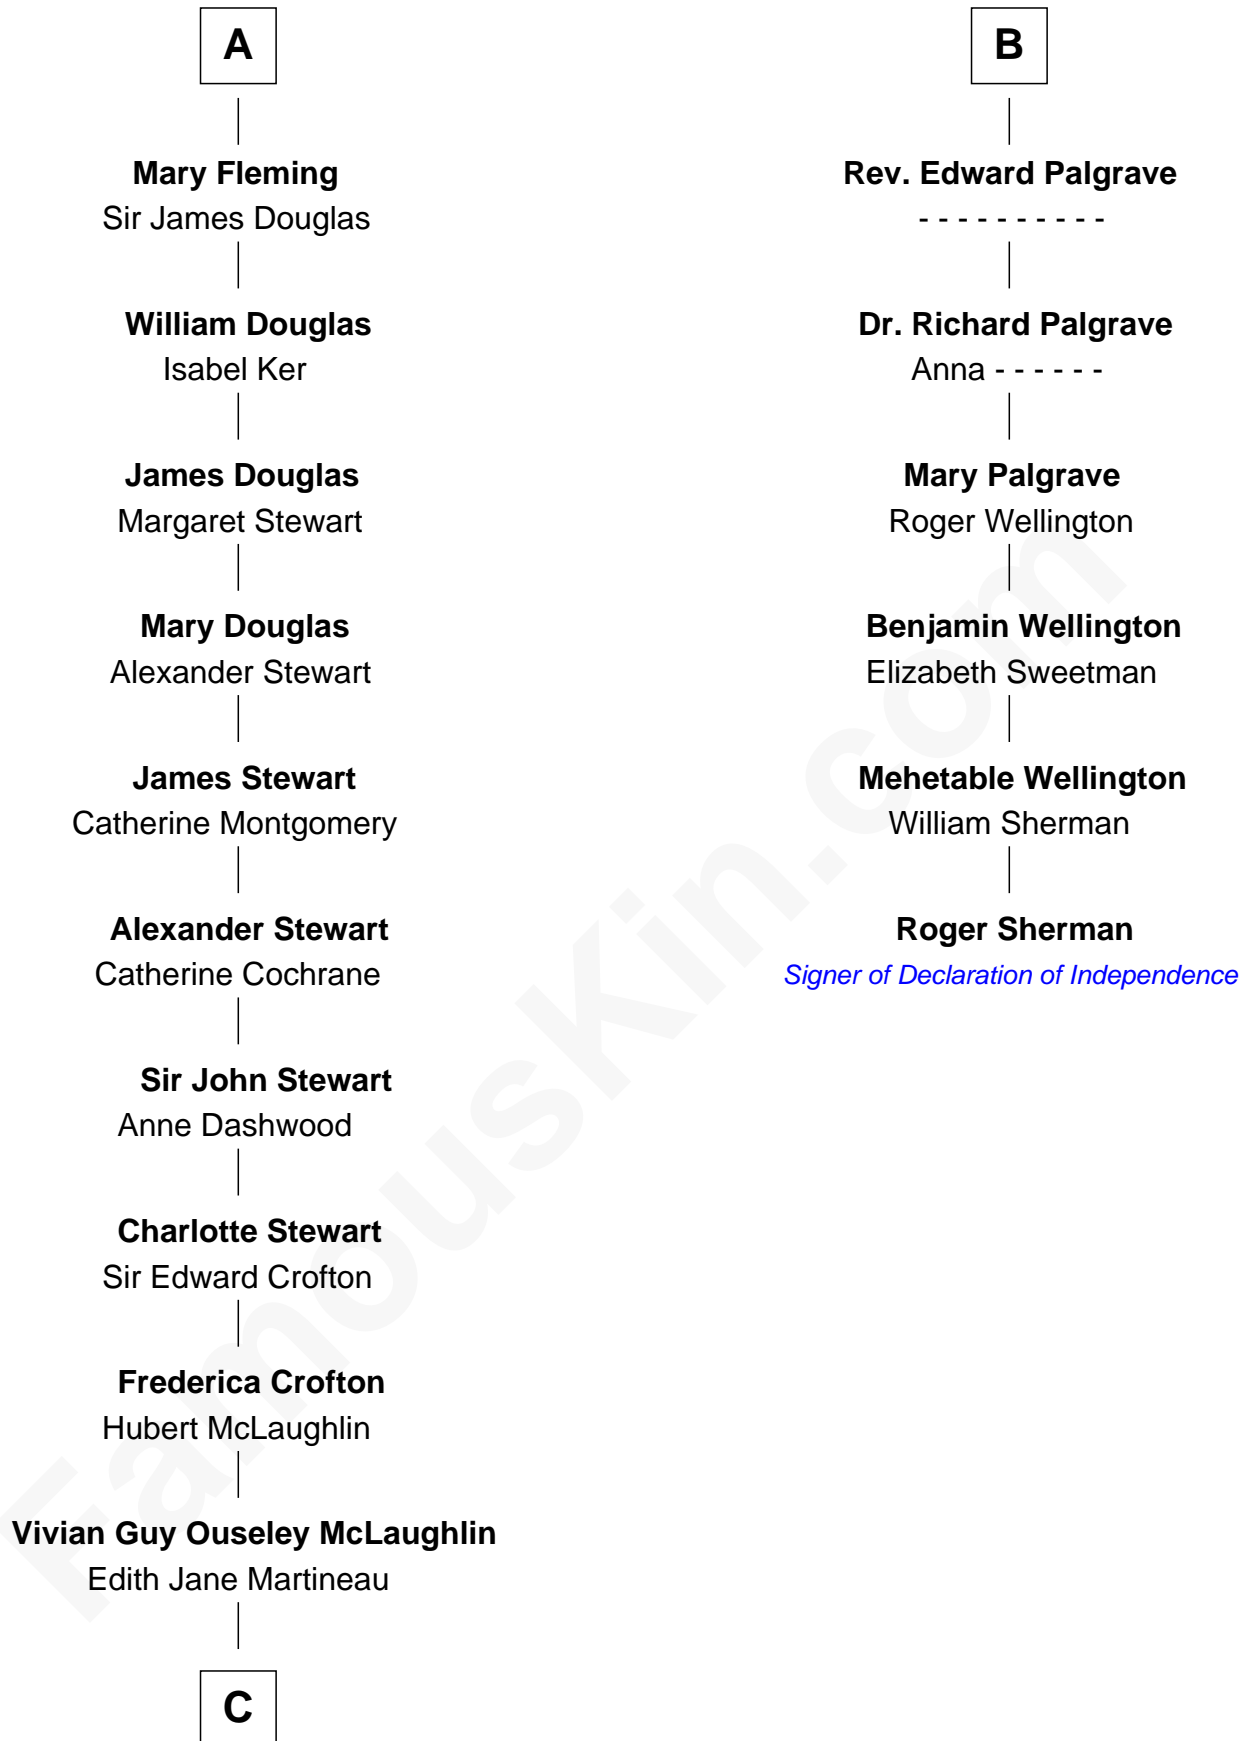 A
Mary Fleming
Sir James Douglas
William Douglas
Isabel Ker
James Douglas
Margaret Stewart
Mary Douglas
Alexander Stewart
James Stewart
Catherine Montgomery
Alexander Stewart
Catherine Cochrane
Sir John Stewart
Anne Dashwood
Charlotte Stewart
Sir Edward Crofton
Frederica Crofton
Hubert McLaughlin
Vivian Guy Ouseley McLaughlin
Edith Jane Martineau
C
B
Rev. Edward Palgrave
- - - - - - - - - -
Dr. Richard Palgrave
Anna - - - - - -
Mary Palgrave
Roger Wellington
Benjamin Wellington
Elizabeth Sweetman
Mehetable Wellington
William Sherman
Roger Sherman
Signer of Declaration of Independence
FamousKin.com